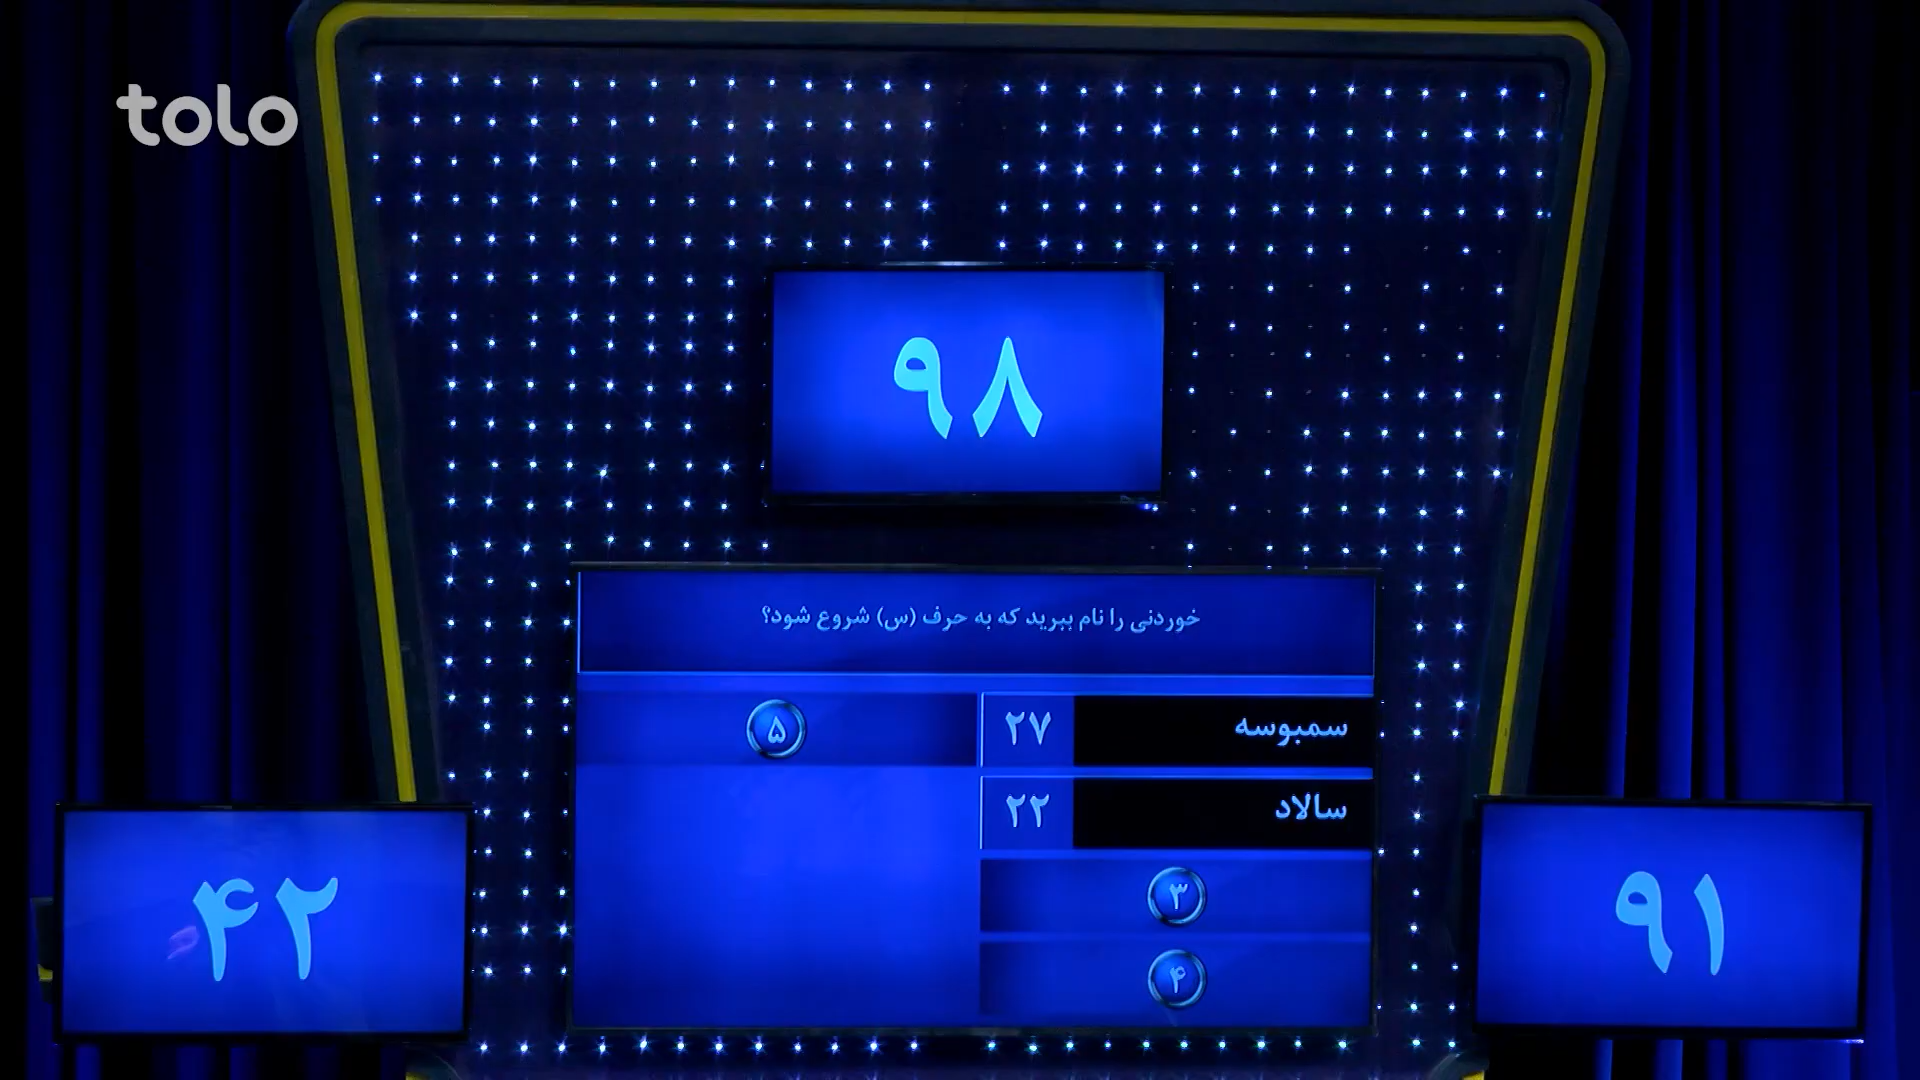 tolo
۹۸
خوردنی را نام ببرید که به حرف (س) شروع شود؟
سمبوسه ۲۷
۵
سالاد ۲۲
۳
۴
۹۱
۴۲